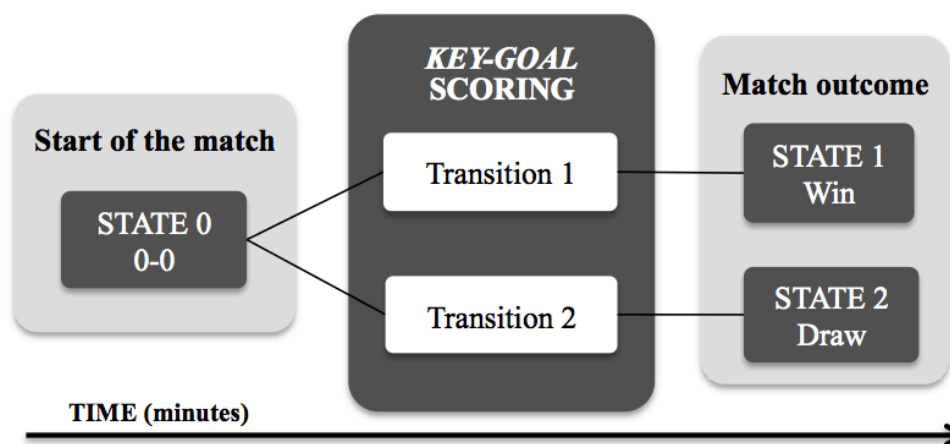 Start of the match
STATE 0
0-0
KEY-GOAL
SCORING
Transition 1
Transition 2
Match outcome
STATE 1
Win
STATE 2
Draw
TIME (minutes)